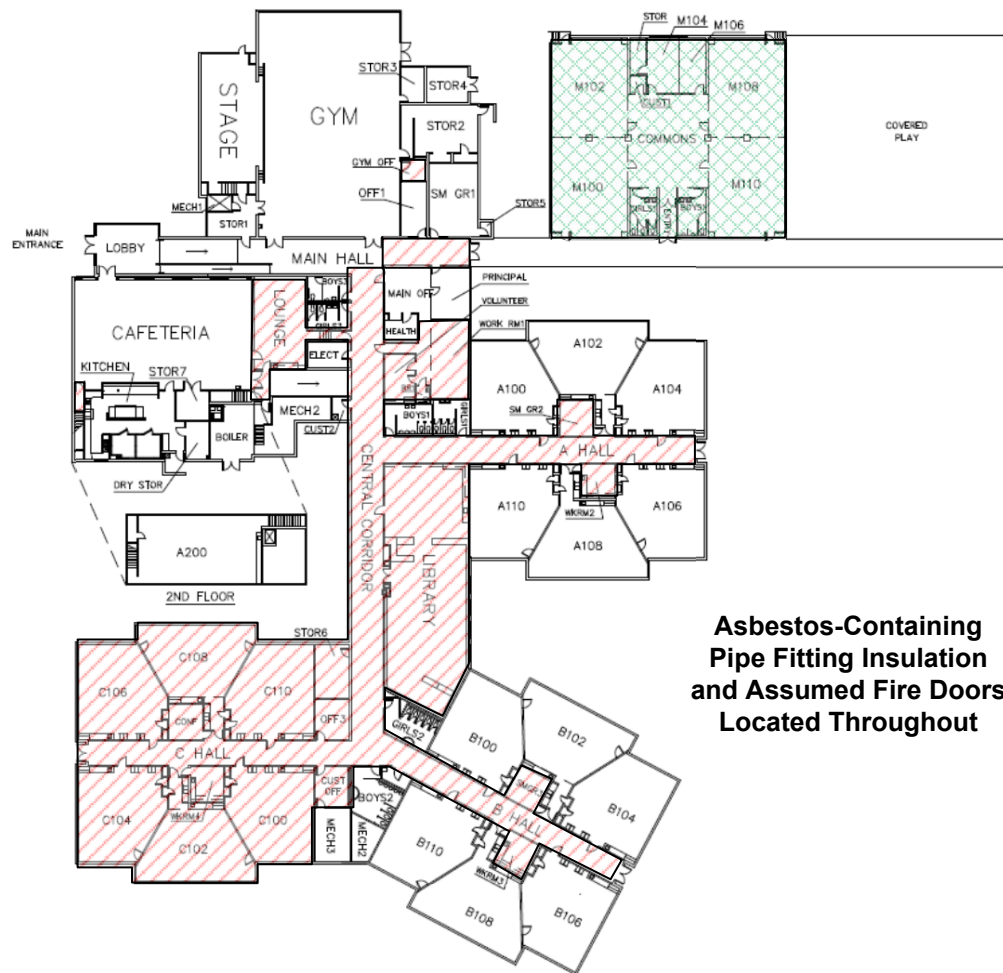 STOR
M104
M106
STOR3
STOR4
STAGE
GYM
M102
M108
CUST1
STOR2
COMMONS
COVERED
PLAY
GYM OFF
OFF1
SM GR1
M100
M110
MECH1
STOR1
STOR5
GIRLS3
BOYS3
ENTRY
MAIN
ENTRANCE
LOBBY
MAIN HALL
PRINCIPAL
BOYS3
MAIN OFF
VOLUNTEER
LOUNGE
CAFETERIA
HEALTH
WORK RM1
A102
ELECT
KITCHEN
STOR7
A100
A104
SM GR2
MECH2
BOYS1
GIRLS1
BOILER
CUST2
A HALL
DRY STOR
CENTRAL CORRIDOR
A110
A106
WKRM2
A200
A108
LIBRARY
2ND FLOOR
STOR6
Asbestos-Containing
Pipe Fitting Insulation
and Assumed Fire Doors
Located Throughout
C108
C106
C110
CONF
OFF3
GIRLS2
B100
B102
C HALL
CUST
OFF
SMGR3
BOYS2
B HALL
B104
WKRM4
C104
C100
C102
MECH3
MECH2
B110
WKRM3
B108
B106